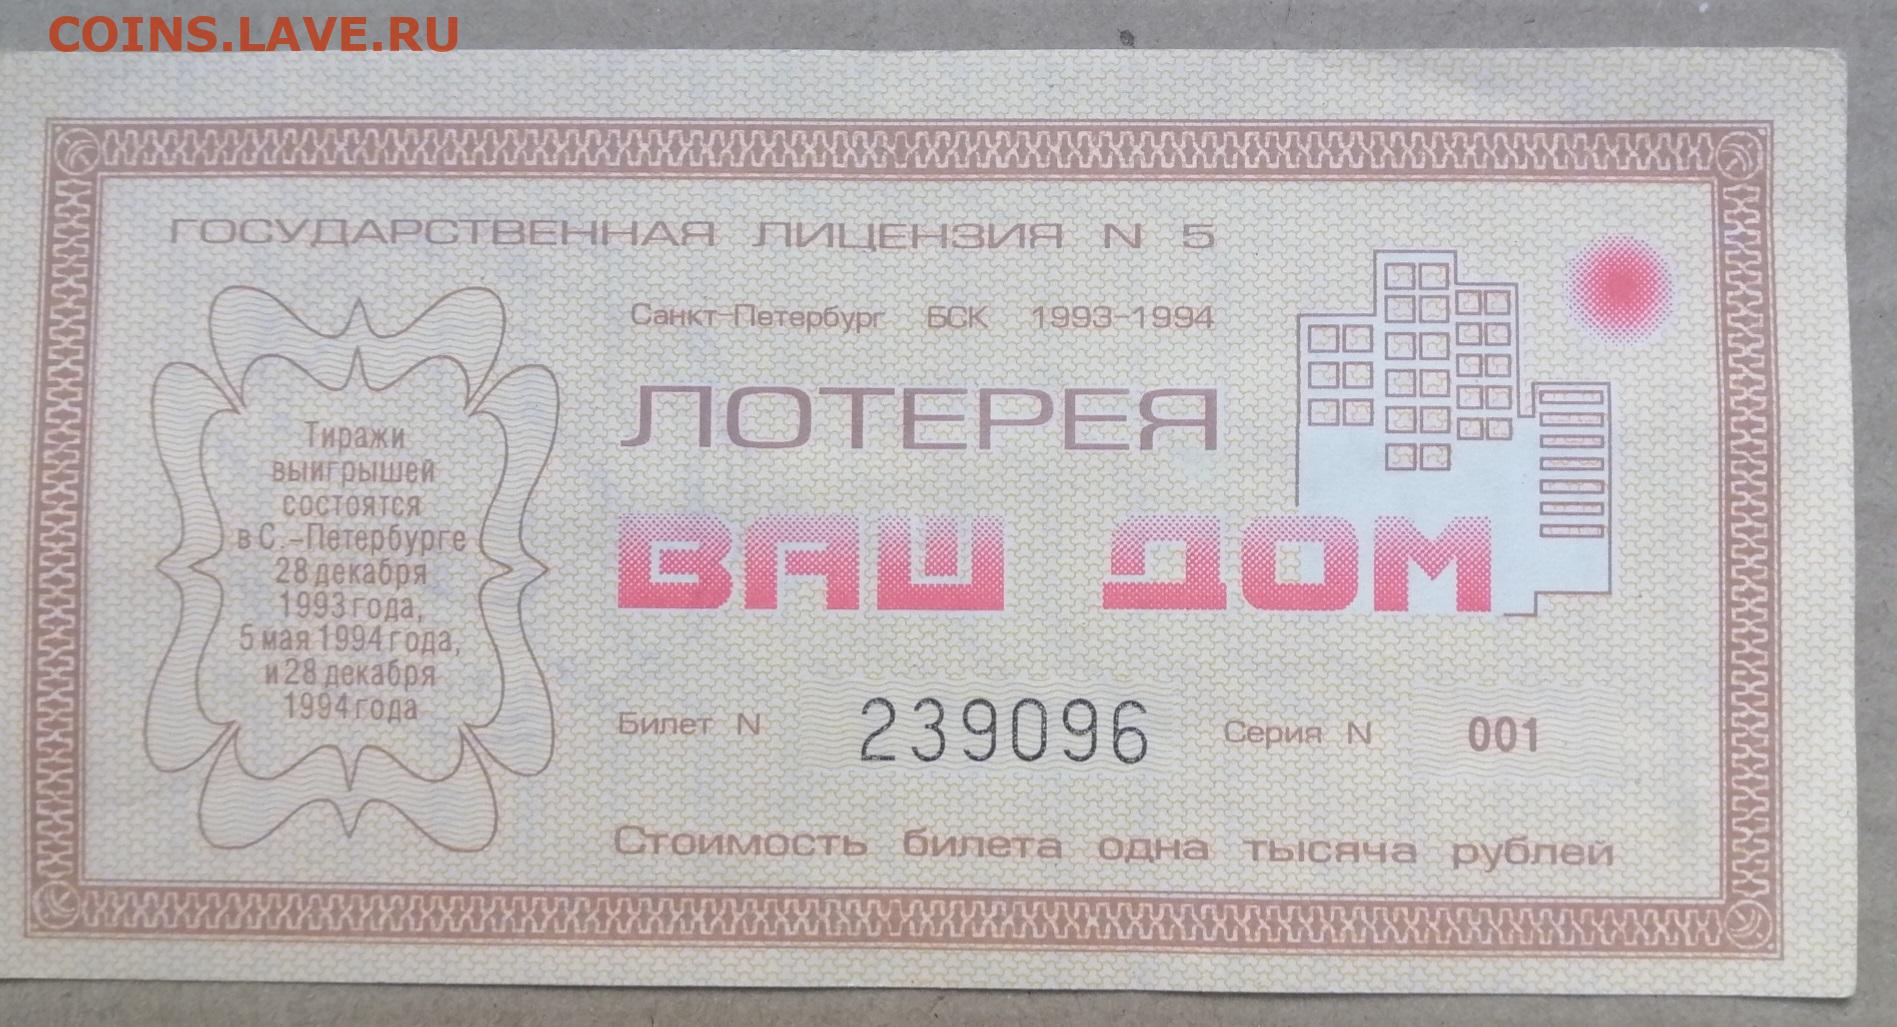 COINS.LAVE.RU
ГОСУДАРСТВЕННАЯ ЛИЦЕНЗИЯ N 5
Санкт-Петербург БСК 1993-1994
ЛОТЕРЕЯ
ВАШ ДОМ
Тиражи
выигрышей
состоятся
в С.-Петербурге
28 декабря
1993 года,
5 мая 1994 года,
и 28 декабря
1994 года
Билет N 239096 Серия N 001
Стоимость билета одна тысяча рублей